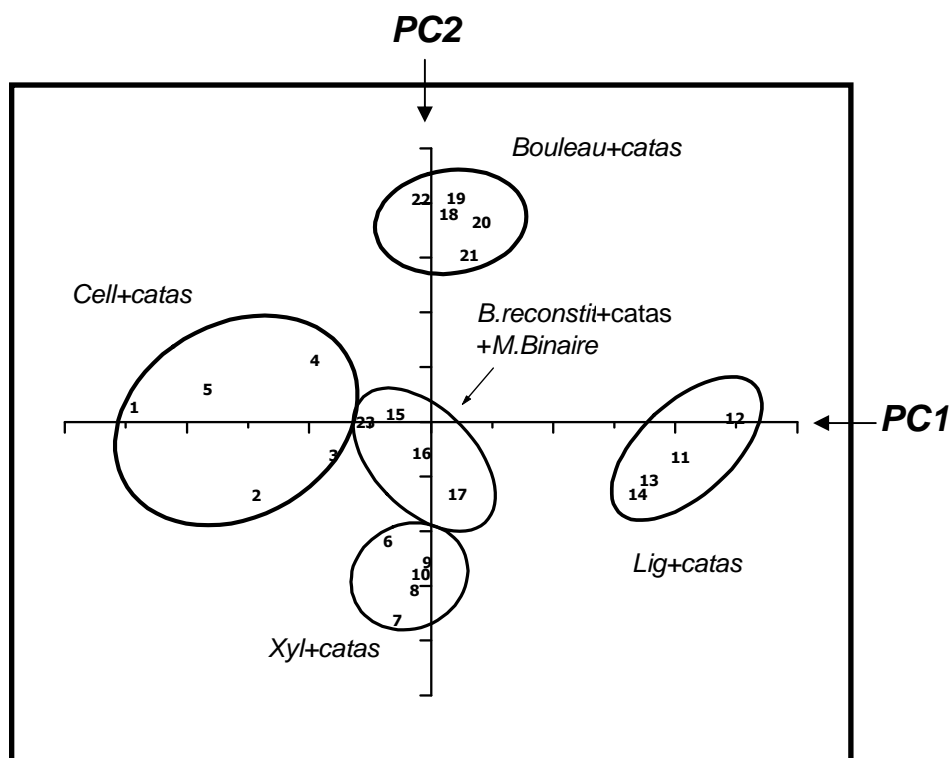 PC2
Bouleau+catas
22 19
18 20
21
Cell+catas
B.reconstit+catas
+M.Binaire
4
5
1
15
23
12
PC1
3
16
11
2
17
13
14
6
9
10
8
7
Lig+catas
Xyl+catas